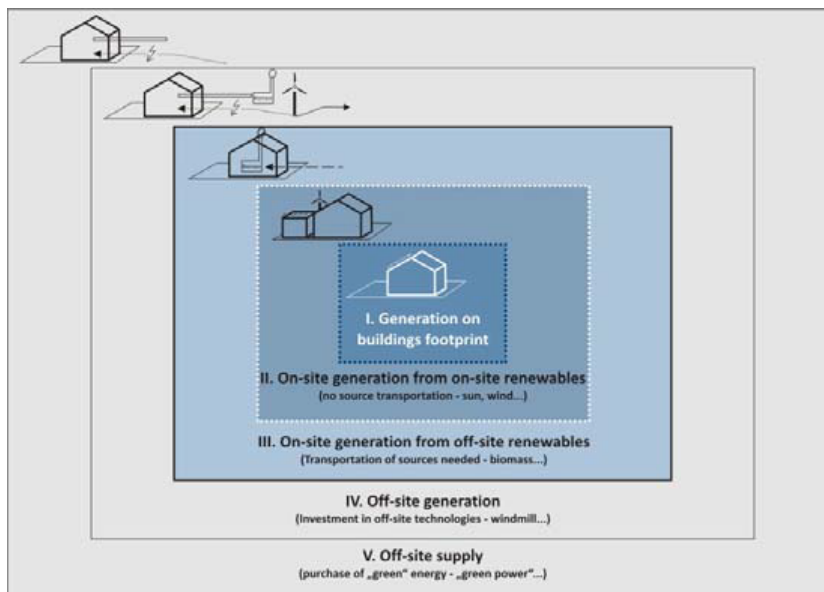 I. Generation on
buildings footprint
II. On-site generation from on-site renewables
(no source transportation - sun, wind...)
III. On-site generation from off-site renewables
(Transportation of sources needed - biomass...)
IV. Off-site generation
(Investment in off-site technologies - windmill...)
V. Off-site supply
(purchase of „green“ energy - „green power“...)